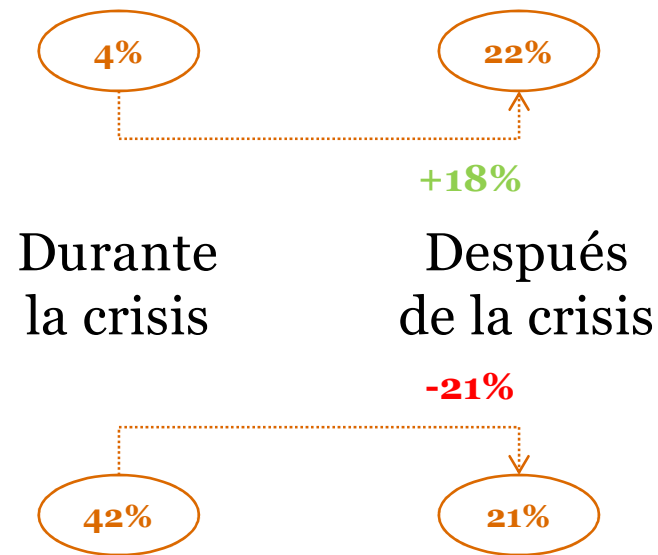 4%
22%
+18%
Durante
la crisis
Después
de la crisis
-21%
42%
21%